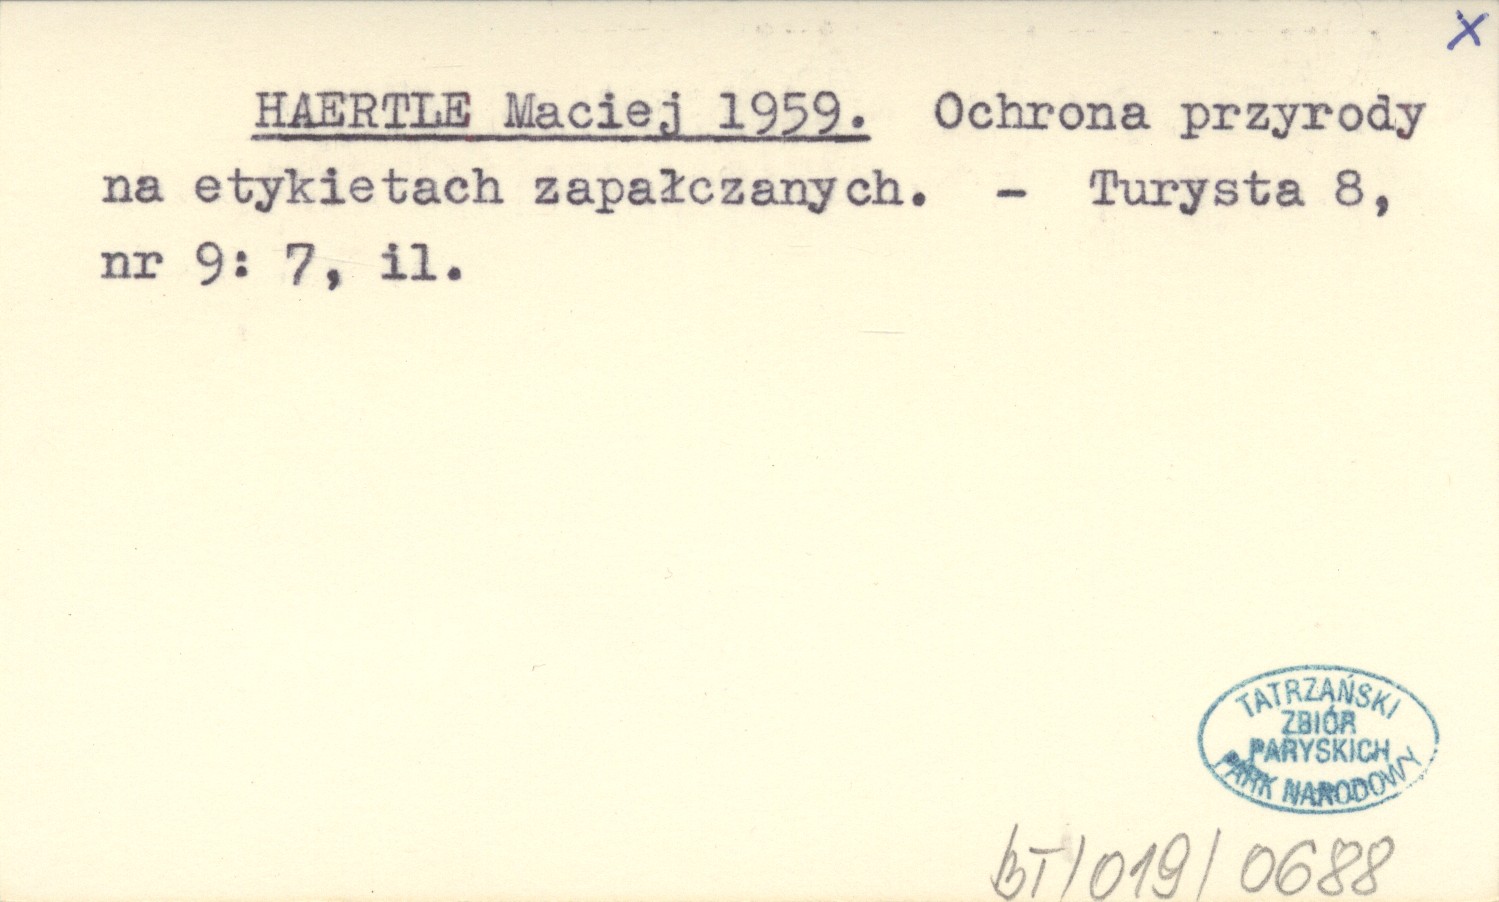 X
HAERTLE Maciej 1959. Ochrona przyrody
na etykietach zapałczanych. - Turysta 8,
nr 9: 7, il.
TATRZAŃSKI
ZBIÓR
PARYSKICH
PARK NARODOWY
BT/019/0688